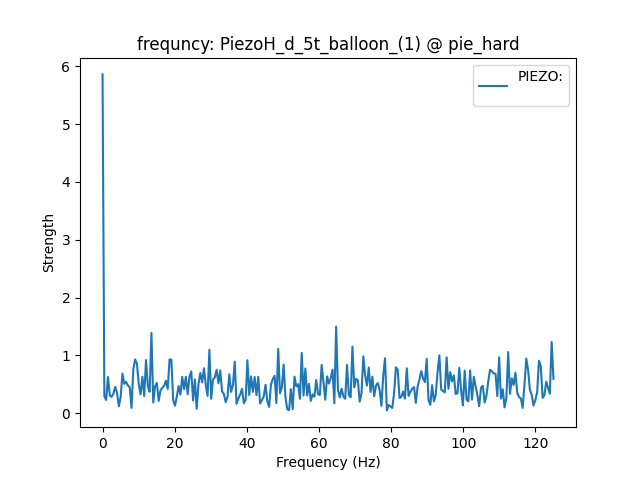 frequncy: PiezoH_d_5t_balloon_(1) @ pie_hard
PIEZO:
Strength
6
5
4
3
2
1
0
0 20 40 60 80 100 120
Frequency (Hz)